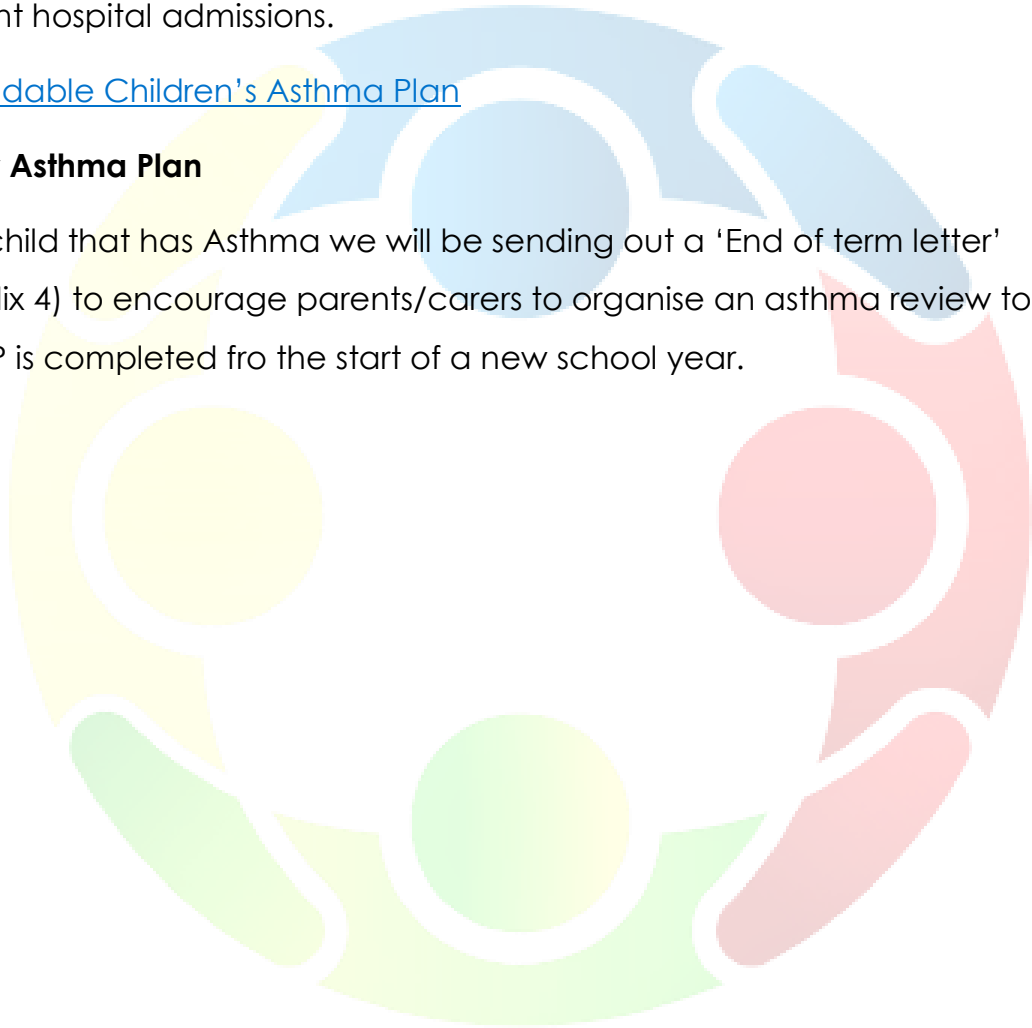 nt hospital admissions.
dable Children's Asthma Plan
Asthma Plan
child that has Asthma we will be sending out a 'End of term letter'
lix 4) to encourage parents/carers to organise an asthma review to
P is completed fro the start of a new school year.